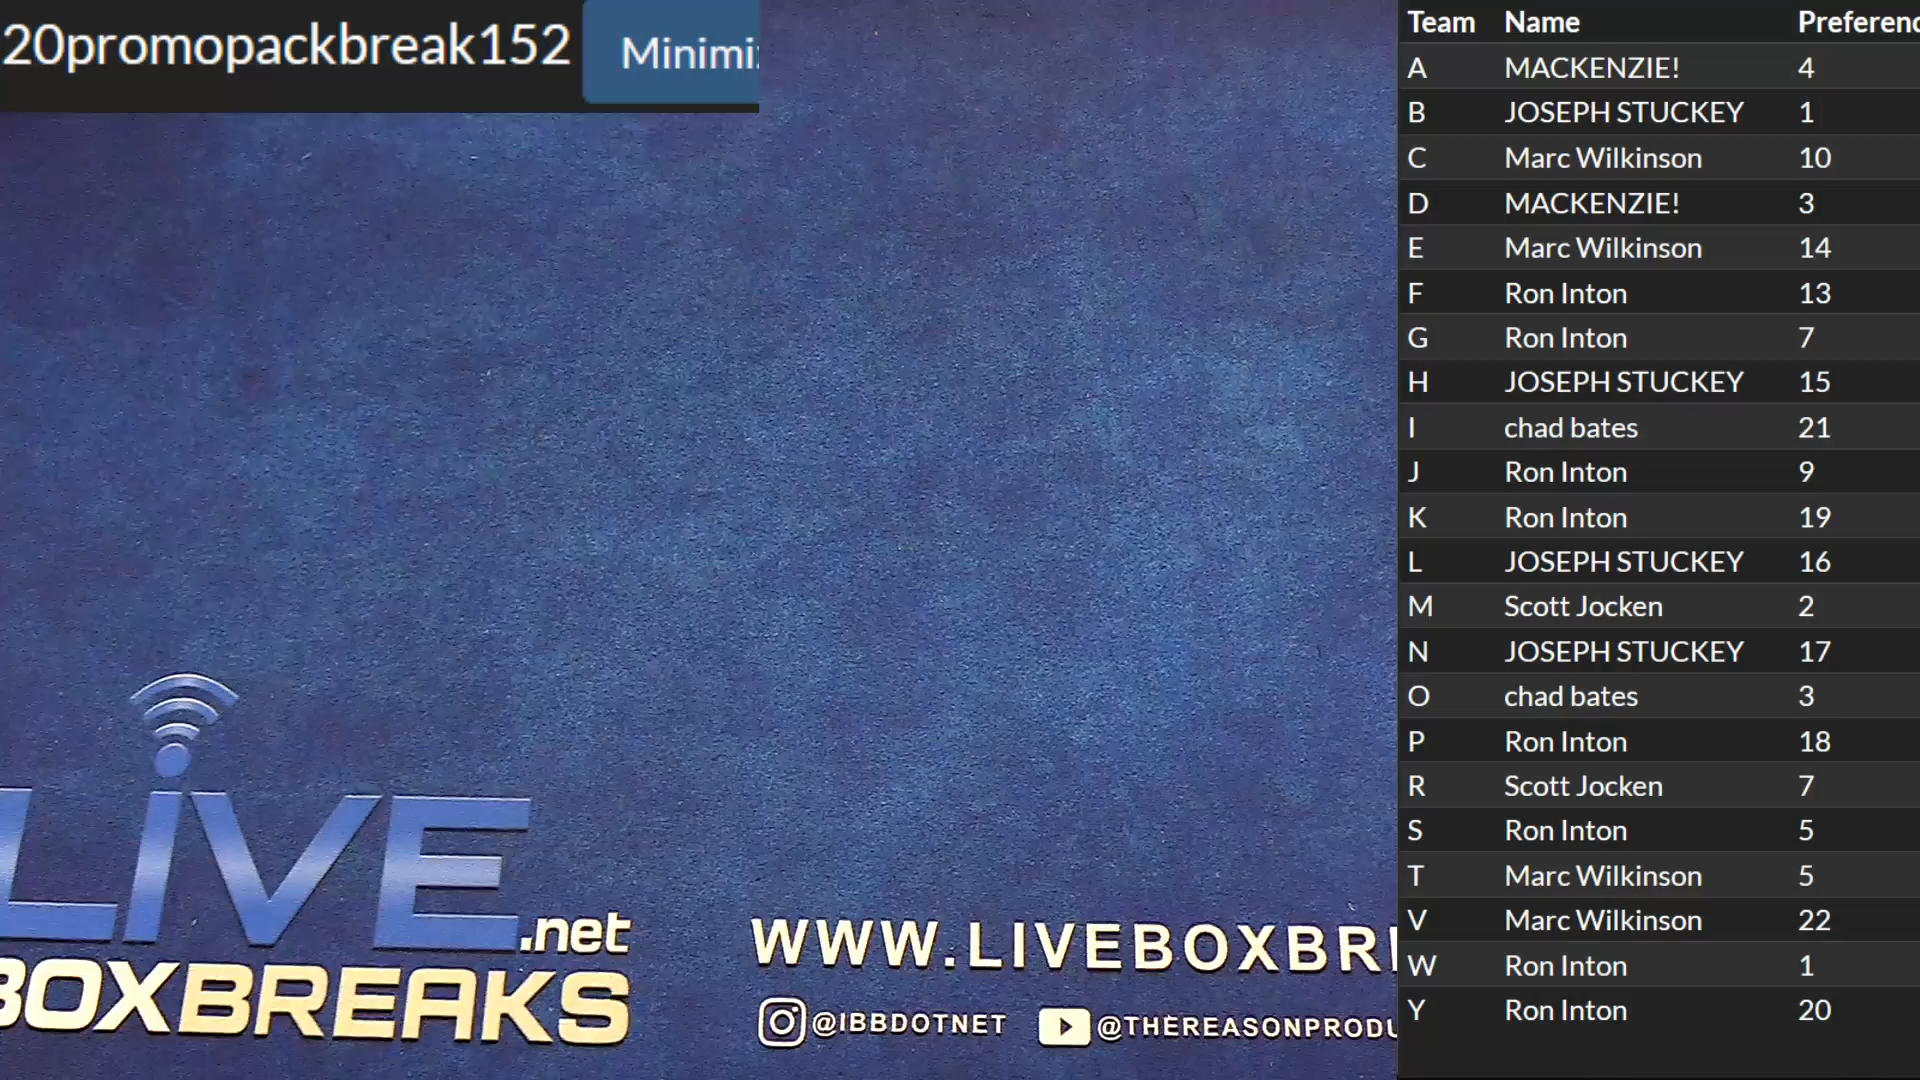 20promopackbreak152 Minimi
LIVE
.net
BOXBREAKS
WWW.LIVEBOXBR
@IBBDOTNET @THEREASONPRODU
Team Name Preferenc
A MACKENZIE! 4
B JOSEPH STUCKEY 1
C Marc Wilkinson 10
D MACKENZIE! 3
E Marc Wilkinson 14
F Ron Inton 13
G Ron Inton 7
H JOSEPH STUCKEY 15
I chad bates 21
J Ron Inton 9
K Ron Inton 19
L JOSEPH STUCKEY 16
M Scott Jocken 2
N JOSEPH STUCKEY 17
O chad bates 3
P Ron Inton 18
R Scott Jocken 7
S Ron Inton 5
T Marc Wilkinson 5
V Marc Wilkinson 22
W Ron Inton 1
Y Ron Inton 20